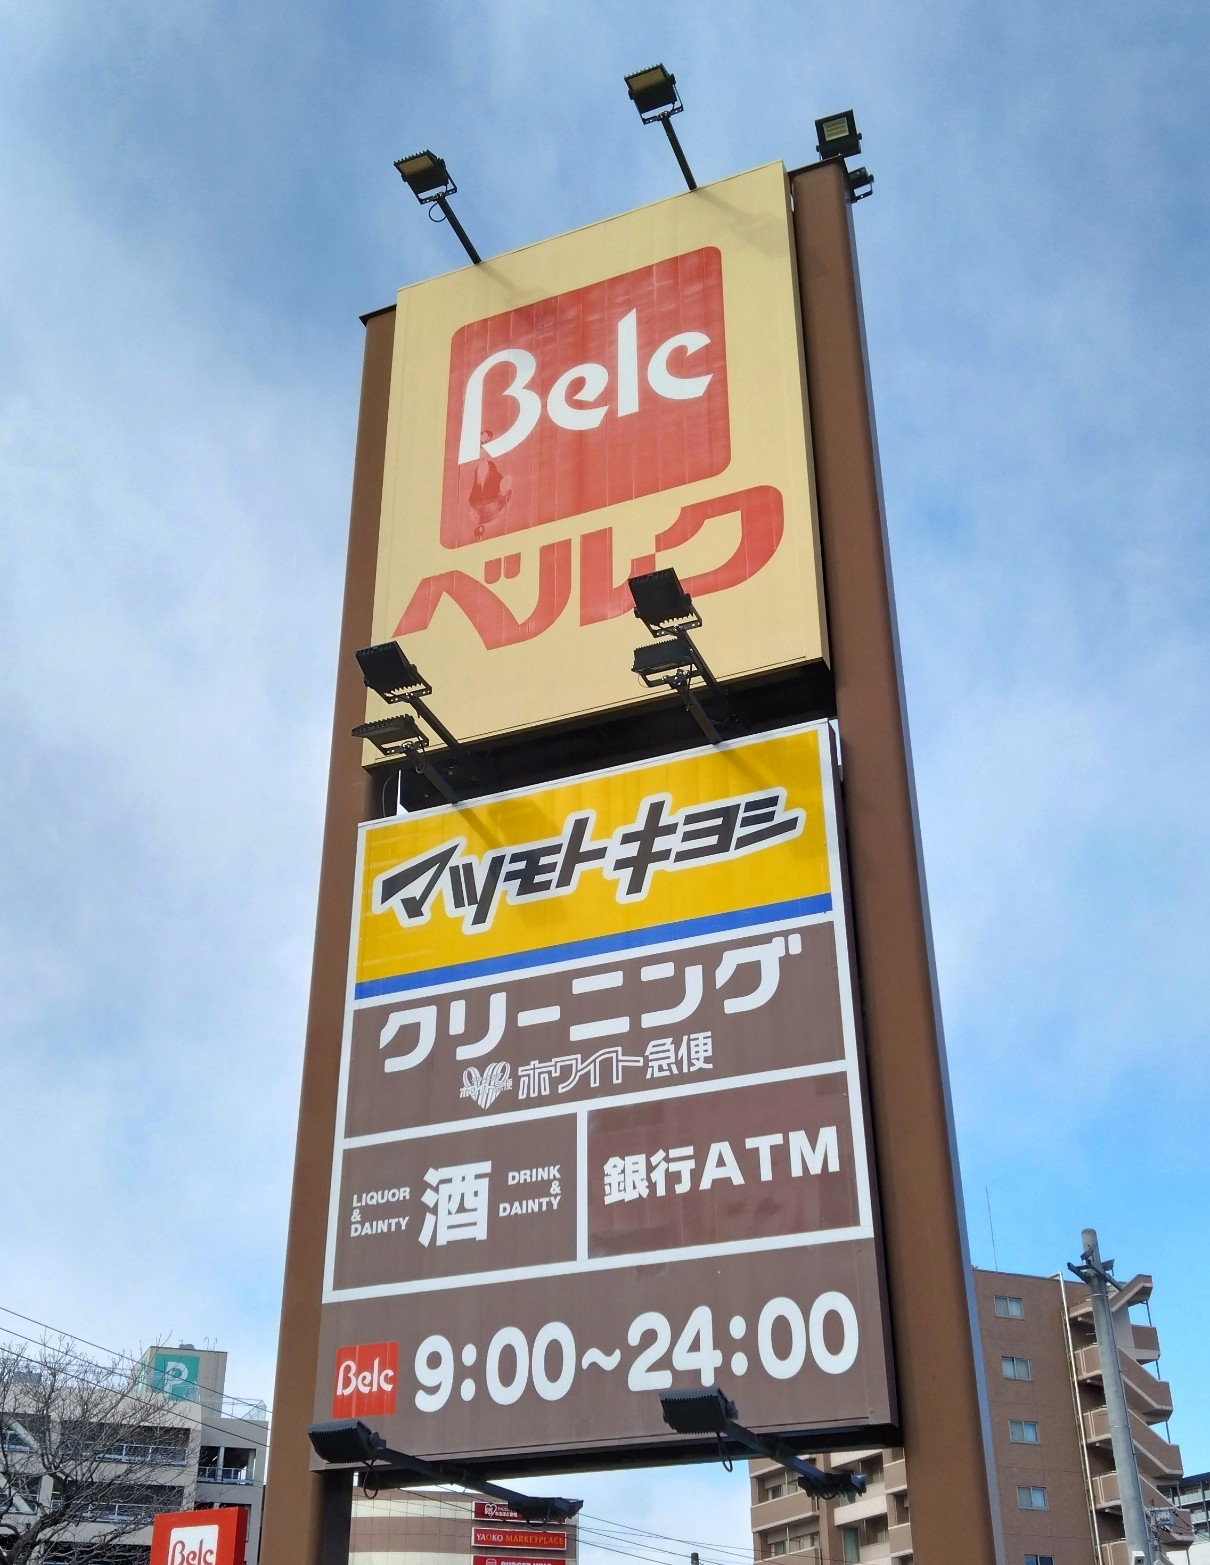 Belc
ベルク
マツモトキヨシ
クリーニング
ホワイト急便
LIQUOR
&
DAINTY
酒
DRINK
&
DAINTY
銀行ATM
Belc
9:00~24:00
P
Belc
YAOKO MARKETPLACE